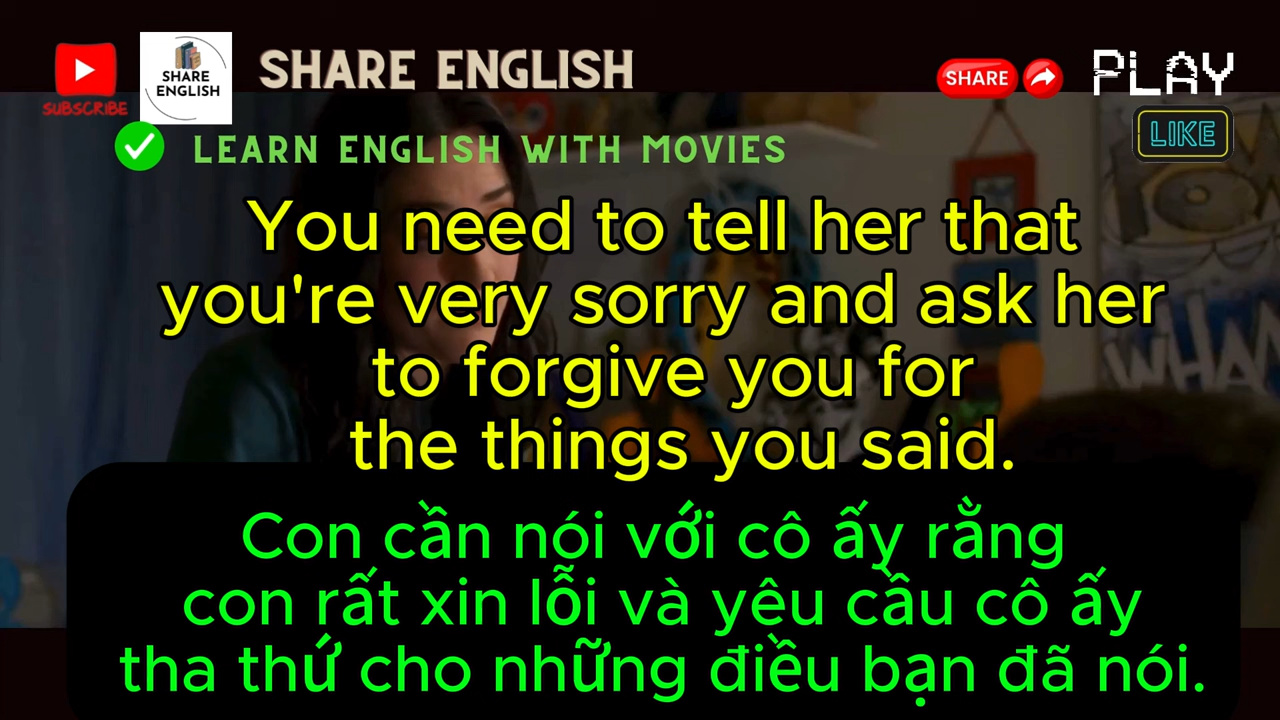 SUBSCRIBE
SHARE
ENGLISH
SHARE ENGLISH
SHARE
PLAY
LIKE
LEARN ENGLISH WITH MOVIES
You need to tell her that
you're very sorry and ask her
to forgive you for
the things you said.
Con cần nói với cô ấy rằng
con rất xin lỗi và yêu cầu cô ấy
tha thứ cho những điều bạn đã nói.